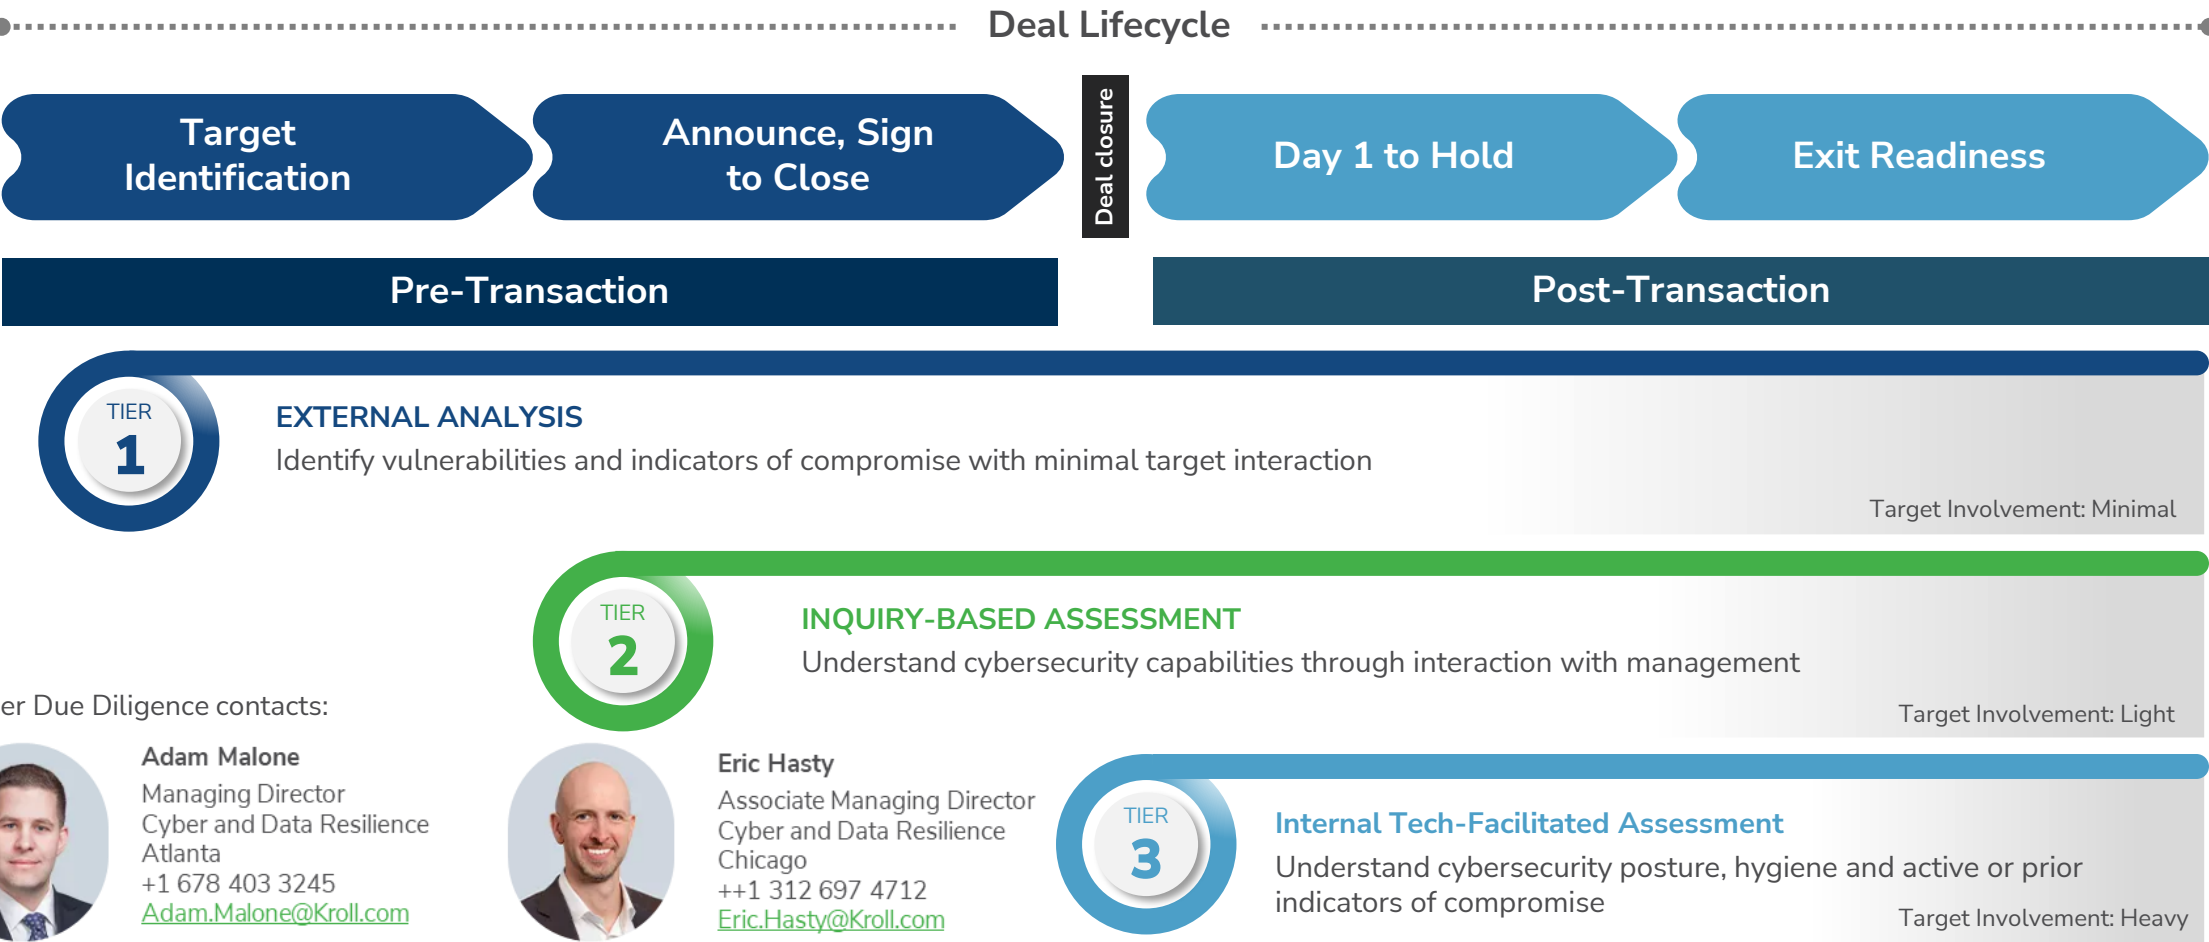 Deal Lifecycle
Target
Identification
Announce, Sign
to Close
Deal closure
Day 1 to Hold
Exit Readiness
Pre-Transaction
Post-Transaction
TIER
1
EXTERNAL ANALYSIS
Identify vulnerabilities and indicators of compromise with minimal target interaction
Target Involvement: Minimal
TIER
2
INQUIRY-BASED ASSESSMENT
Understand cybersecurity capabilities through interaction with management
Target Involvement: Light
er Due Diligence contacts:
Adam Malone
Managing Director
Cyber and Data Resilience
Atlanta
+1 678 403 3245
Adam.Malone@Kroll.com
Eric Hasty
Associate Managing Director
Cyber and Data Resilience
Chicago
++1 312 697 4712
Eric.Hasty@Kroll.com
TIER
3
Internal Tech-Facilitated Assessment
Understand cybersecurity posture, hygiene and active or prior
indicators of compromise
Target Involvement: Heavy